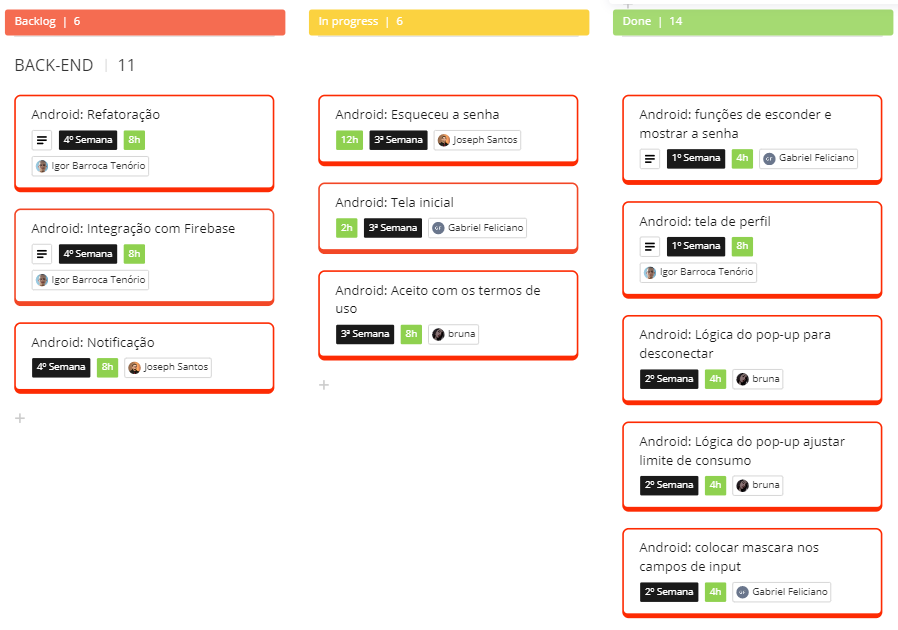 Backlog | 6
In progress | 6
Done | 14
BACK-END | 11
Android: Refatoração
4º Semana 8h
Igor Barroca Tenório
Android: Integração com Firebase
4º Semana 8h
Igor Barroca Tenório
Android: Notificação
4º Semana 8h Joseph Santos
+
Android: Esqueceu a senha
12h 3ª Semana Joseph Santos
Android: Tela inicial
2h 3ª Semana GF Gabriel Feliciano
Android: Aceito com os termos de
uso
3ª Semana 8h bruna
+
Android: funções de esconder e
mostrar a senha
1º Semana 4h GF Gabriel Feliciano
Android: tela de perfil
1º Semana 8h
Igor Barroca Tenório
Android: Lógica do pop-up para
desconectar
2º Semana 4h bruna
Android: Lógica do pop-up ajustar
limite de consumo
2º Semana 4h bruna
Android: colocar mascara nos
campos de input
2º Semana 4h GF Gabriel Feliciano